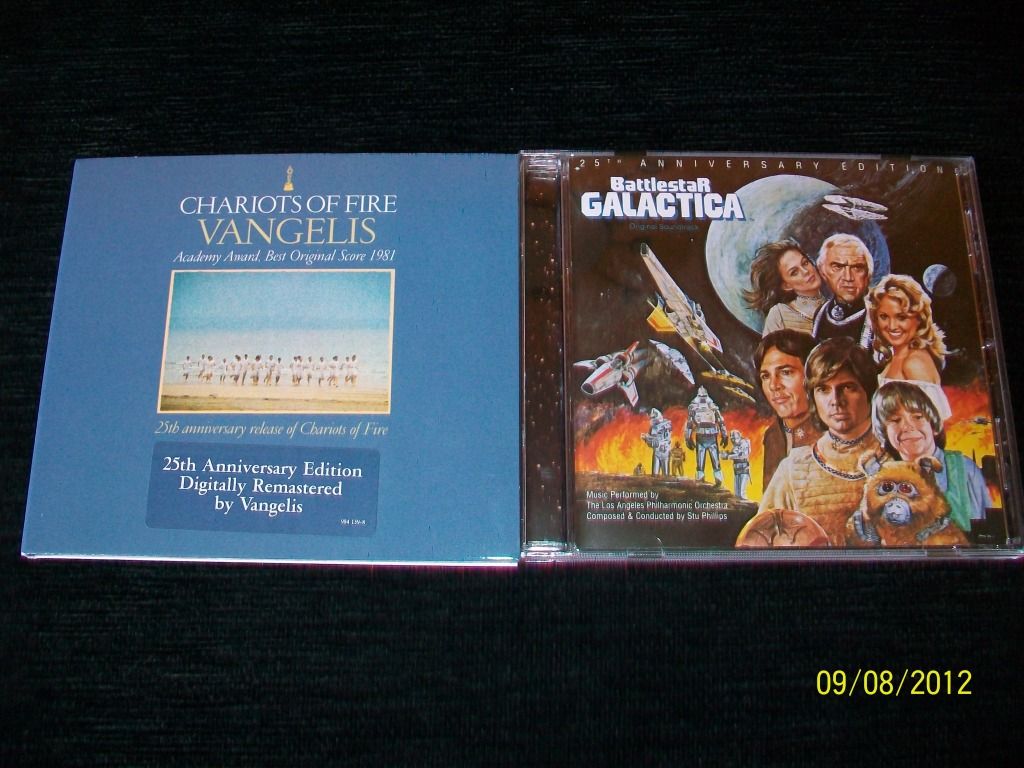 CHARIOTS OF FIRE
VANGELIS
Academy Award, Best Original Score 1981
25th anniversary release of Chariots of Fire
25th Anniversary Edition
Digitally Remastered
by Vangelis
25TH ANNIVERSARY EDITION
BattlestaR
GALACTICA
Original Soundtrack
Music Performed by
The Los Angeles Philharmonic Orchestra
Composed & Conducted by Stu Phillips
09/08/2012